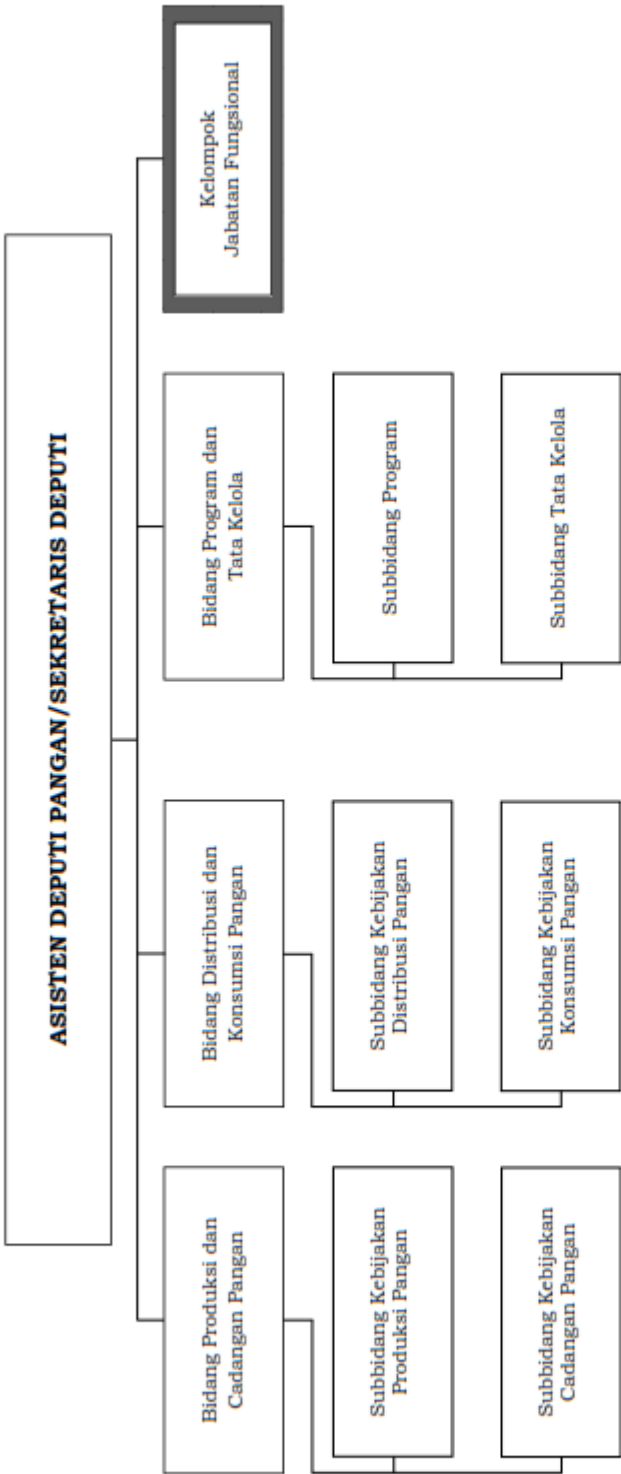 ASISTEN DEPUTI PANGAN/SEKRETARIS DEPUTI
Bidang Produksi dan
Cadangan Pangan
Bidang Distribusi dan
Konsumsi Pangan
Bidang Program dan
Tata Kelola
Kelompok
Jabatan Fungsional
Subbidang Kebijakan
Produksi Pangan
Subbidang Kebijakan
Distribusi Pangan
Subbidang Program
Subbidang Kebijakan
Cadangan Pangan
Subbidang Kebijakan
Konsumsi Pangan
Subbidang Tata Kelola